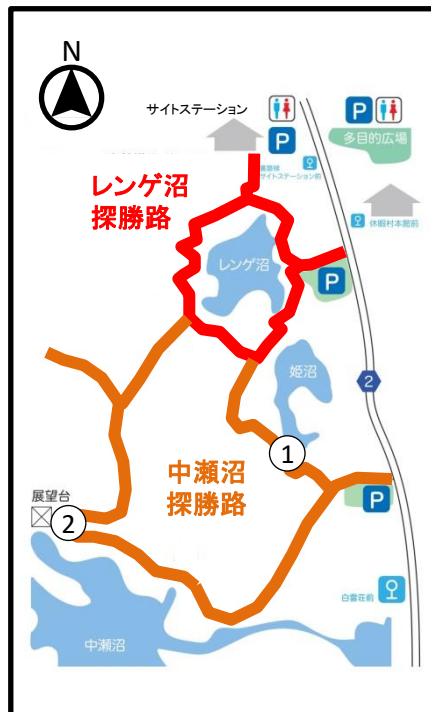 N
サイトステーション
P
P
多目的広場
裏磐梯
サイトステーション前
レンゲ沼
探勝路
休暇村本館前
レンゲ沼
P
姫沼
2
1
中瀬沼
探勝路
展望台
2
P
白雲荘前
中瀬沼